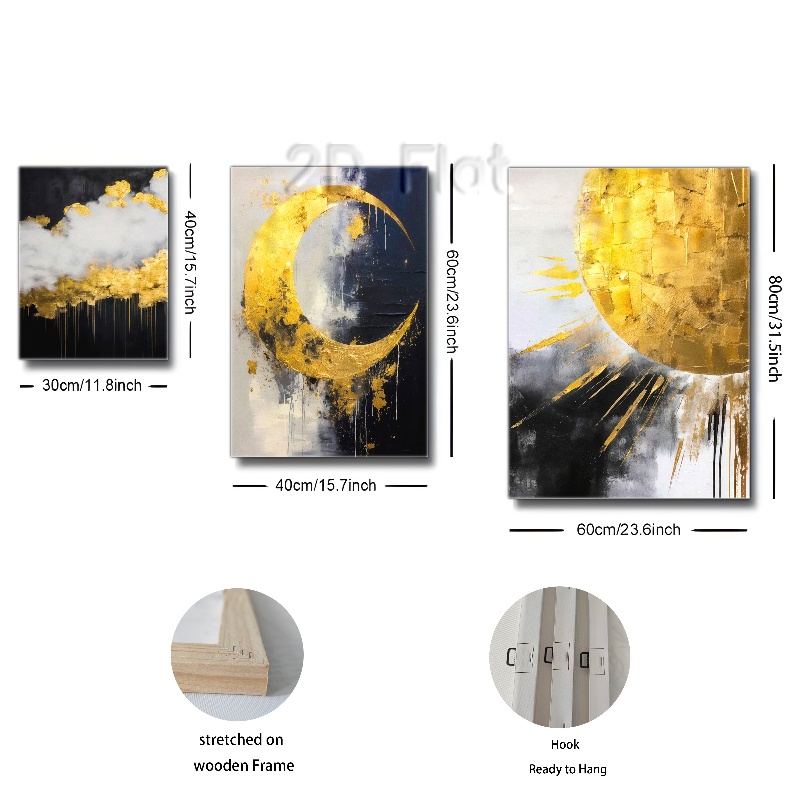 2D Flat
40cm/15.7inch
30cm/11.8inch
60cm/23.6inch
40cm/15.7inch
80cm/31.5inch
60cm/23.6inch
stretched on
wooden Frame
Hook
Ready to Hang